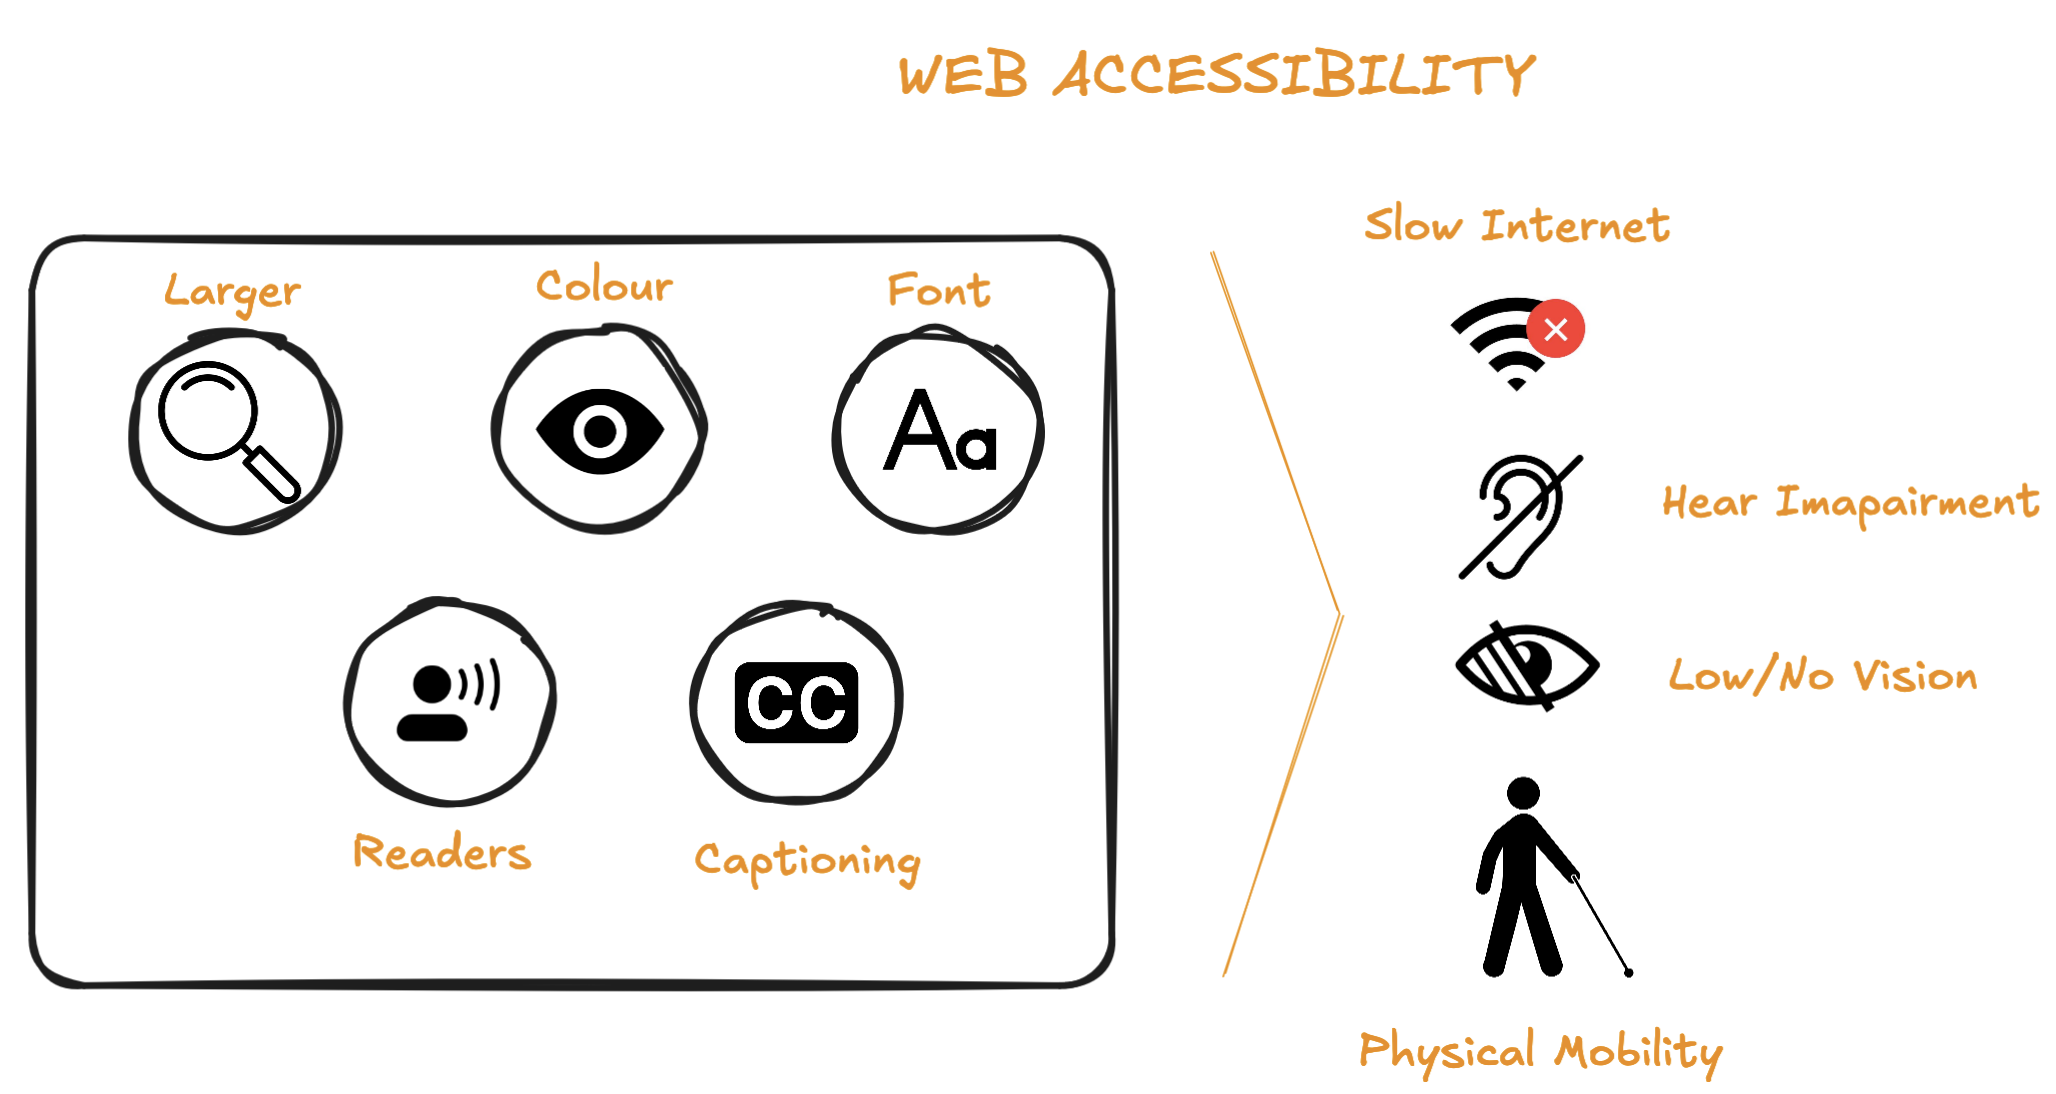 WEB ACCESSIBILITY
Larger
Colour
Font
Aa
Readers
CC
Captioning
Slow Internet
Hear Imapairment
Low/No Vision
Physical Mobility